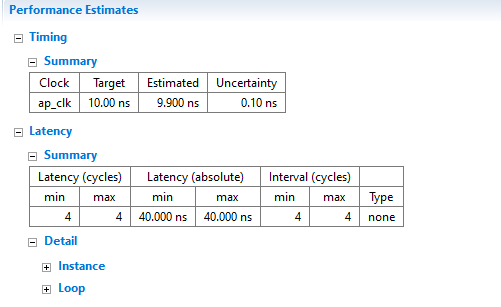 Performance Estimates
Timing
Summary
Clock Target Estimated Uncertainty
ap_clk 10.00 ns 9.900 ns 0.10 ns
Latency
Summary
Latency (cycles) Latency (absolute) Interval (cycles)
min max min max min max Type
4 4 40.000 ns 40.000 ns 4 4 none
Detail
Instance
Loop